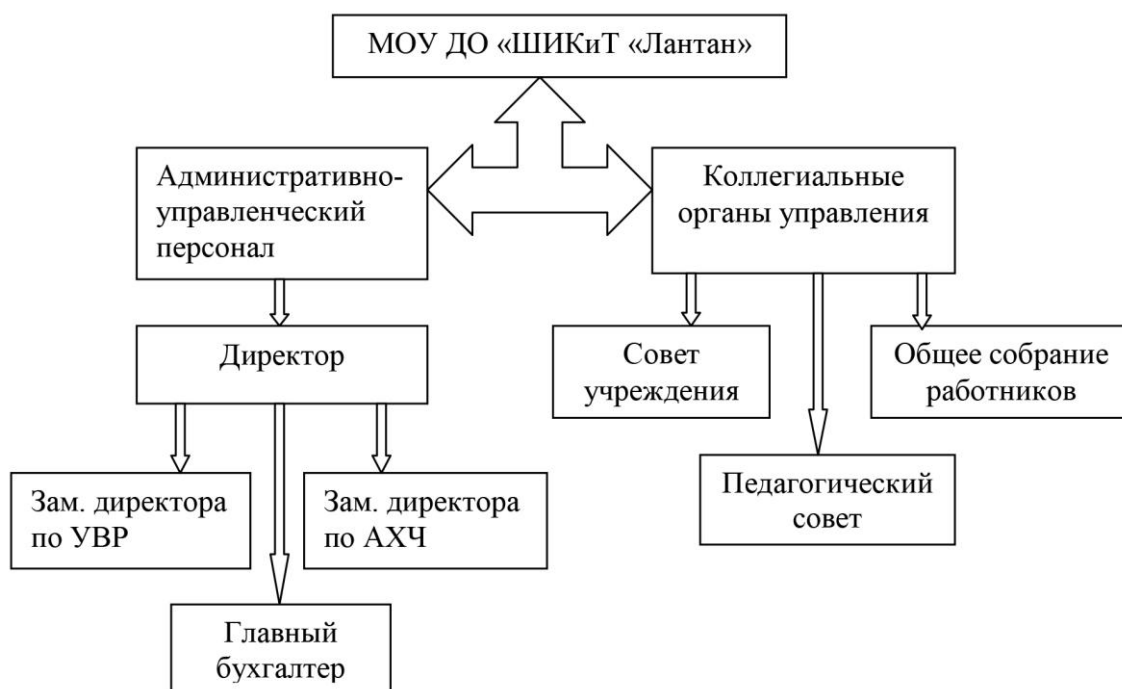 МОУ ДО «ШИКиТ «Лантан»
Административно-
управленческий
персонал
Коллегиальные
органы управления
Директор
Совет
учреждения
Общее собрание
работников
Зам. директора
по УВР
Зам. директора
по АХЧ
Педагогический
совет
Главный
бухгалтер